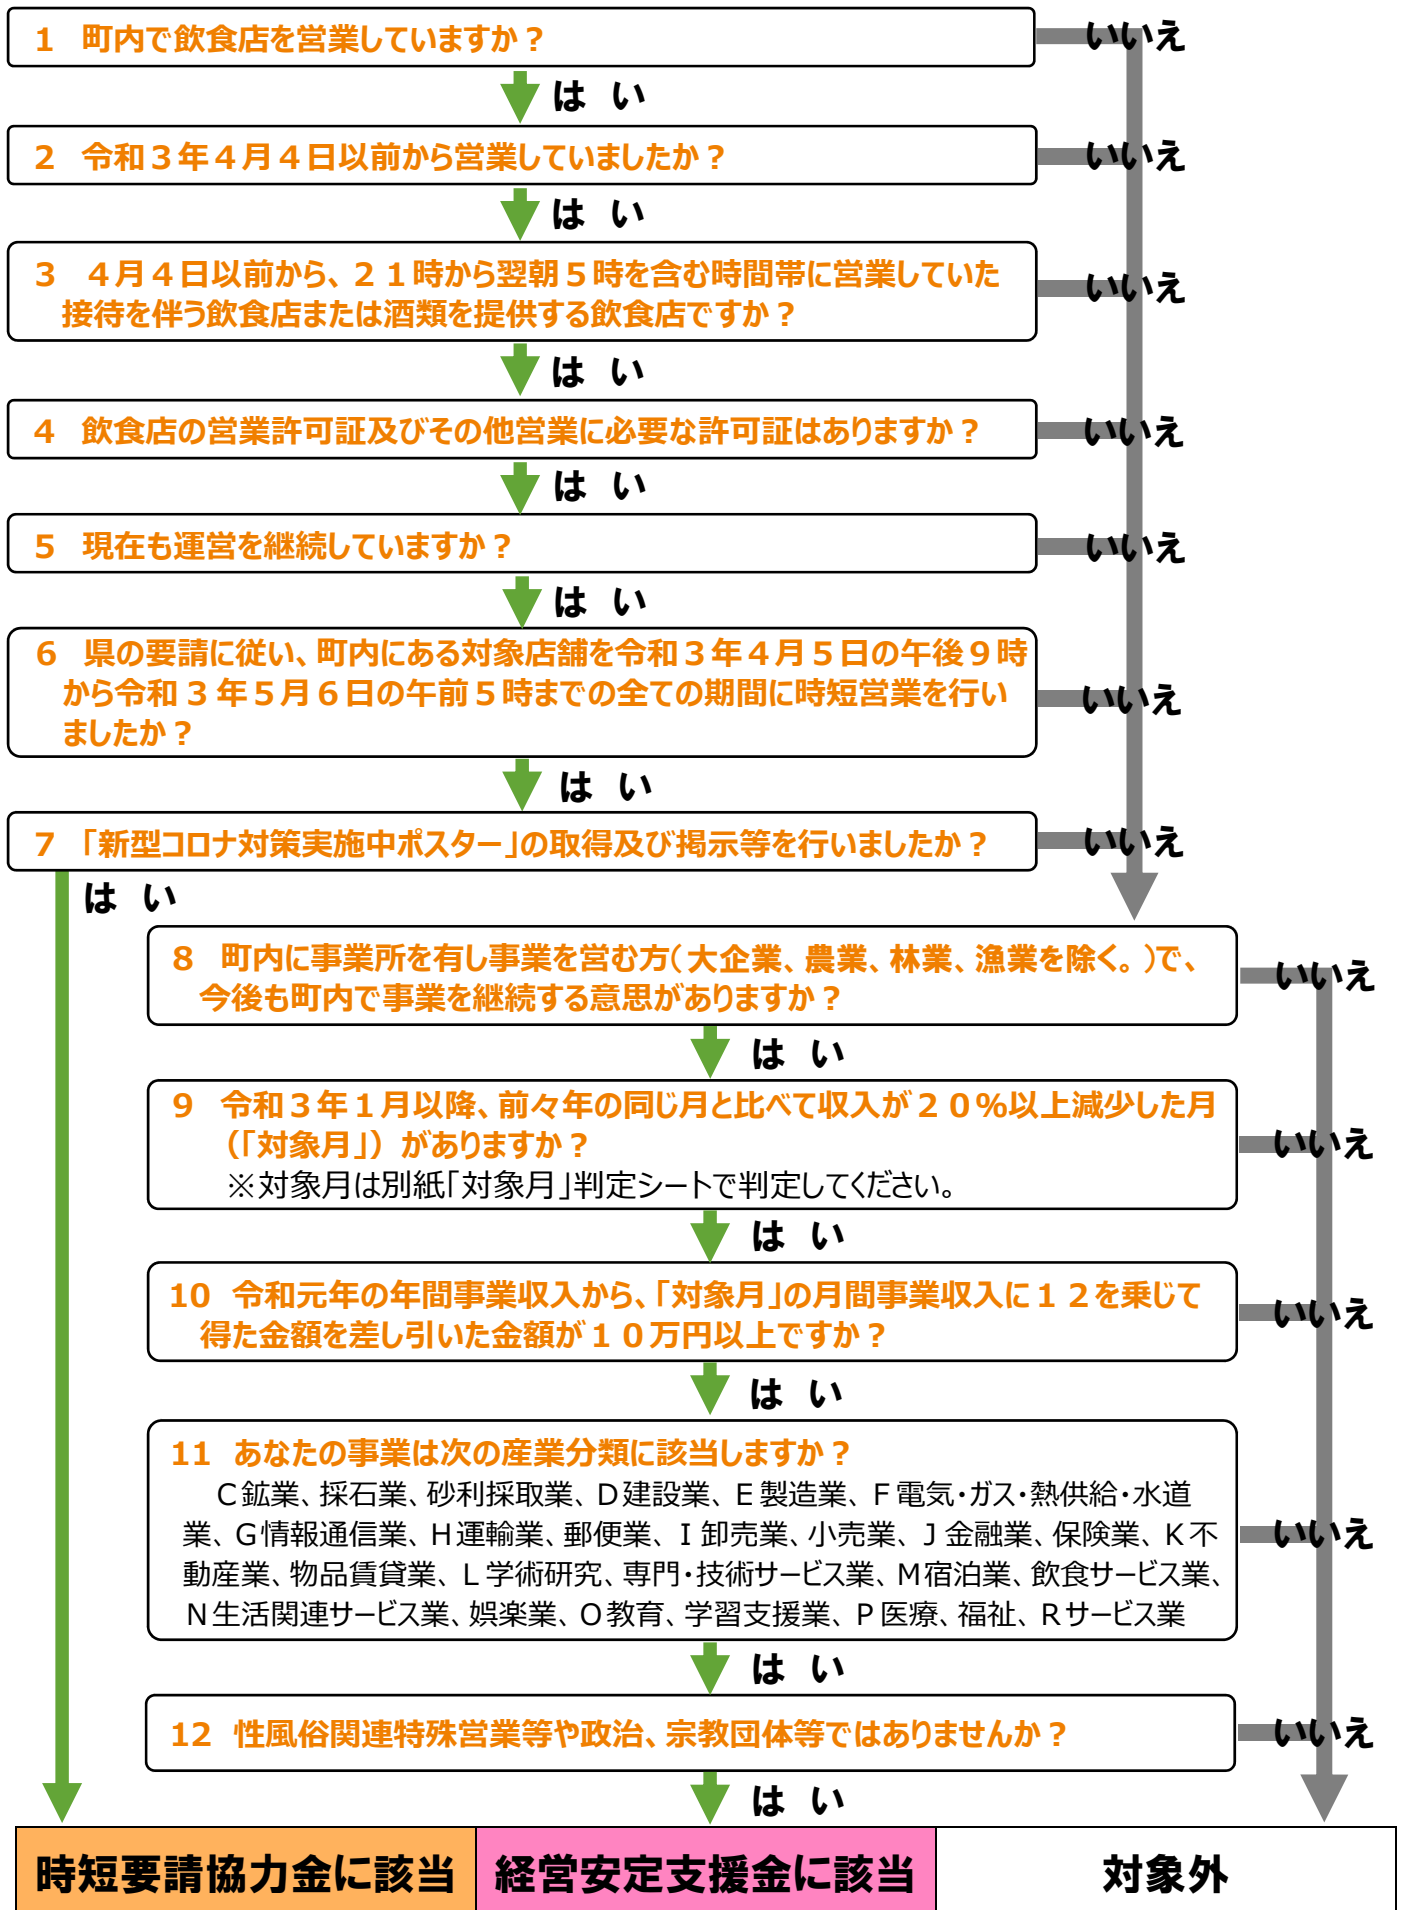 1 町内で飲食店を営業していますか？
いいえ
は い
2 令和３年４月４日以前から営業していましたか？
いいえ
は い
3 ４月４日以前から、２１時から翌朝５時を含む時間帯に営業していた
接待を伴う飲食店または酒類を提供する飲食店ですか？
いいえ
は い
4 飲食店の営業許可証及びその他営業に必要な許可証はありますか？
いいえ
は い
5 現在も運営を継続していますか？
いいえ
は い
6 県の要請に従い、町内にある対象店舗を令和３年４月５日の午後９時
から令和３年５月６日の午前５時までの全ての期間に時短営業を行い
ましたか？
いいえ
は い
7 「新型コロナ対策実施中ポスター」の取得及び掲示等を行いましたか？
いいえ
は い
8 町内に事業所を有し事業を営む方（大企業、農業、林業、漁業を除く。）で、
今後も町内で事業を継続する意思がありますか？
いいえ
は い
9 令和３年１月以降、前々年の同じ月と比べて収入が２０％以上減少した月
（「対象月」）がありますか？
※対象月は別紙「対象月」判定シートで判定してください。
いいえ
は い
10 令和元年の年間事業収入から、「対象月」の月間事業収入に１２を乗じて
得た金額を差し引いた金額が１０万円以上ですか？
いいえ
は い
11 あなたの事業は次の産業分類に該当しますか？
Ｃ鉱業、採石業、砂利採取業、Ｄ建設業、Ｅ製造業、Ｆ電気・ガス・熱供給・水道
業、Ｇ情報通信業、Ｈ運輸業、郵便業、Ｉ卸売業、小売業、Ｊ金融業、保険業、Ｋ不
動産業、物品賃貸業、Ｌ学術研究、専門・技術サービス業、Ｍ宿泊業、飲食サービス業、
Ｎ生活関連サービス業、娯楽業、Ｏ教育、学習支援業、Ｐ医療、福祉、Ｒサービス業
いいえ
は い
12 性風俗関連特殊営業等や政治、宗教団体等ではありませんか？
いいえ
は い
時短要請協力金に該当
経営安定支援金に該当
対象外